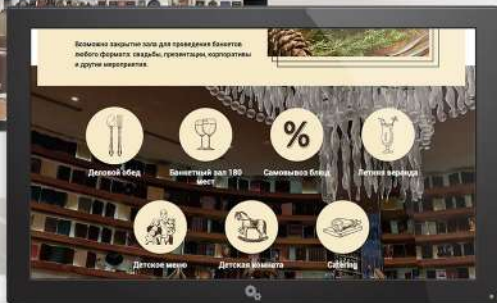 Возможно закрытие зала для проведения банкетов
любого формата: свадьбы, презентации, корпоративы
и другие мероприятия.
%
Деловой обед
Банкетный зал 180
мест
Самовывоз блюд
Летняя веранда
Детское меню
Детская комната
Catering